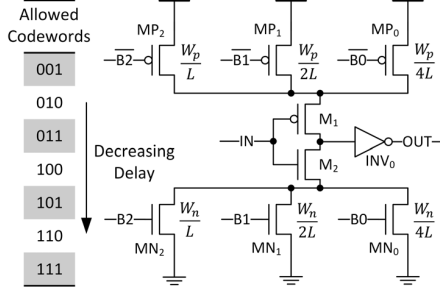 Allowed
Codewords
001
010
011
100
101
110
111
Decreasing
Delay
MP2
MP1
MP0
B2
Wp/L
B1
Wp/2L
B0
Wp/4L
M1
IN
OUT
INV0
M2
B2
Wn/L
B1
Wn/2L
B0
Wn/4L
MN2
MN1
MN0